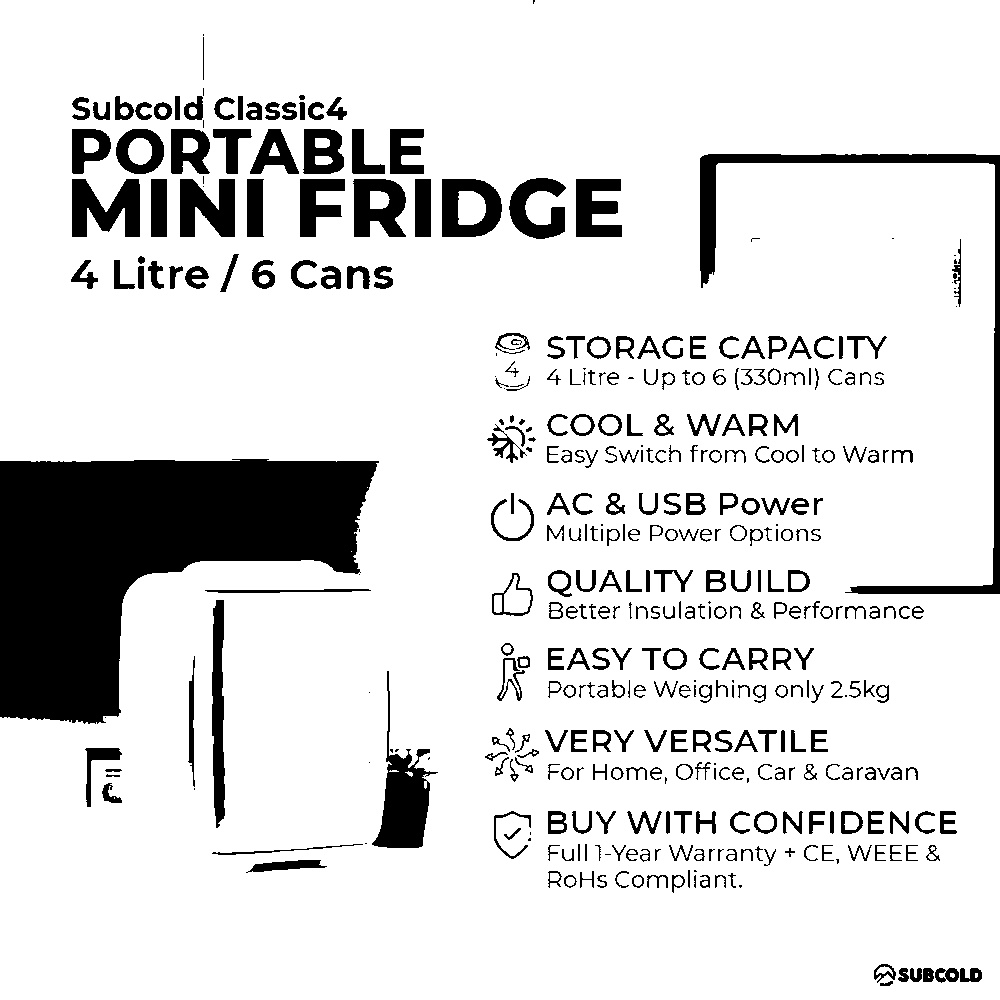 Subcold Classic4
PORTABLE
MINI FRIDGE
4 Litre / 6 Cans
4
STORAGE CAPACITY
4 Litre - Up to 6 (330ml) Cans
COOL & WARM
Easy Switch from Cool to Warm
AC & USB Power
Multiple Power Options
QUALITY BUILD
Better Insulation & Performance
EASY TO CARRY
Portable Weighing only 2.5kg
VERY VERSATILE
For Home, Office, Car & Caravan
BUY WITH CONFIDENCE
Full 1-Year Warranty + CE, WEEE &
RoHs Compliant.
SUBCOLD